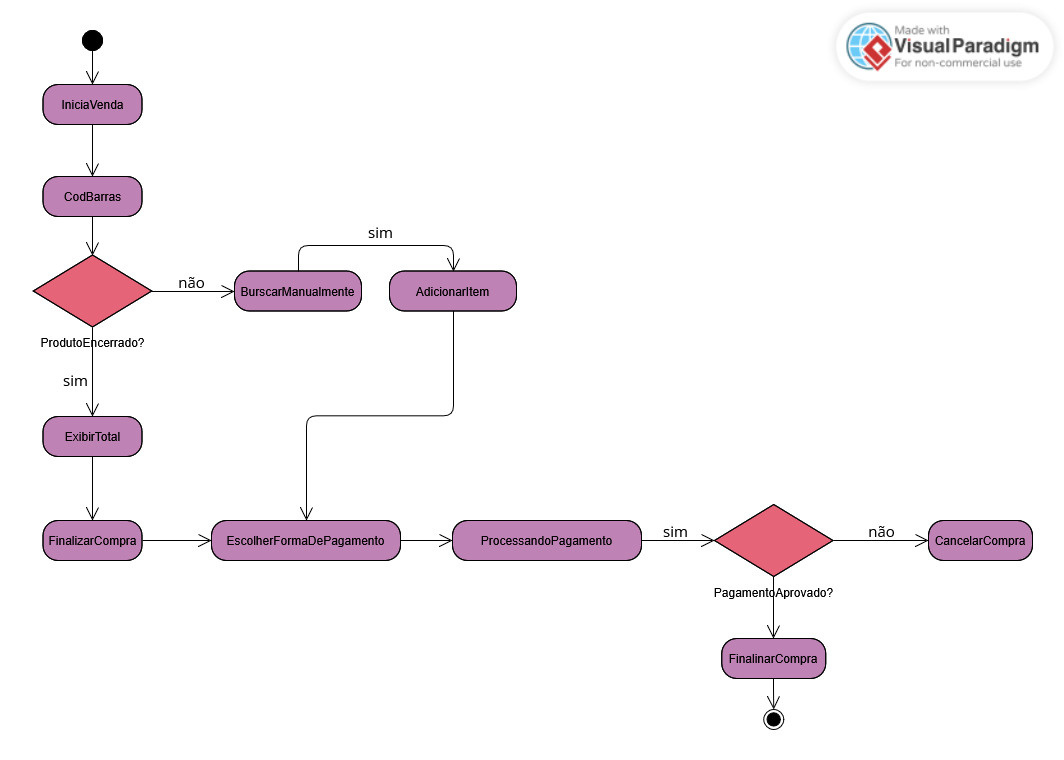 Made with
Visual Paradigm
For non-commercial use
IniciaVenda
CodBarras
sim
não
BurscarManualmente
AdicionarItem
ProdutoEncerrado?
sim
ExibirTotal
FinalizarCompra
EscolherFormaDePagamento
ProcessandoPagamento
sim
não
CancelarCompra
PagamentoAprovado?
FinalinarCompra